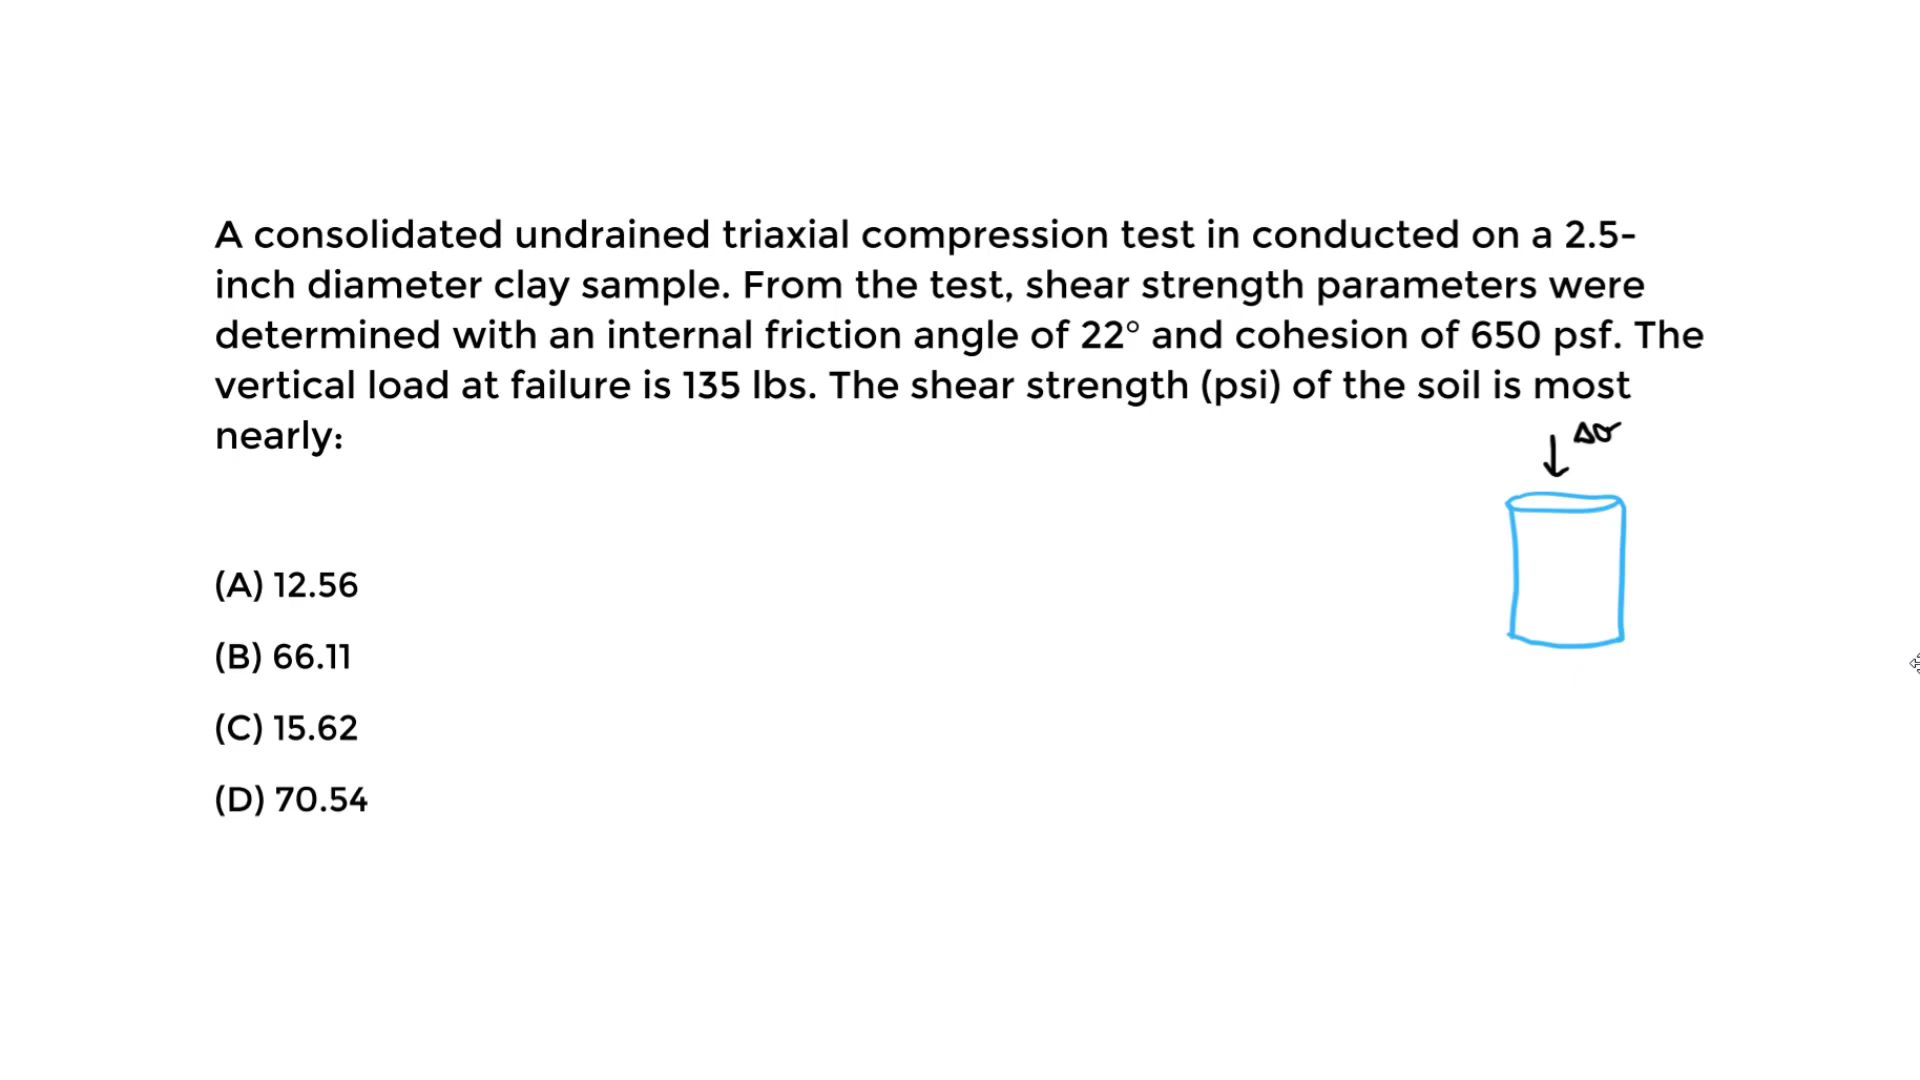 A consolidated undrained triaxial compression test in conducted on a 2.5-
inch diameter clay sample. From the test, shear strength parameters were
determined with an internal friction angle of 22° and cohesion of 650 psf. The
vertical load at failure is 135 lbs. The shear strength (psi) of the soil is most
nearly:
Δσ
(A) 12.56
(B) 66.11
(C) 15.62
(D) 70.54